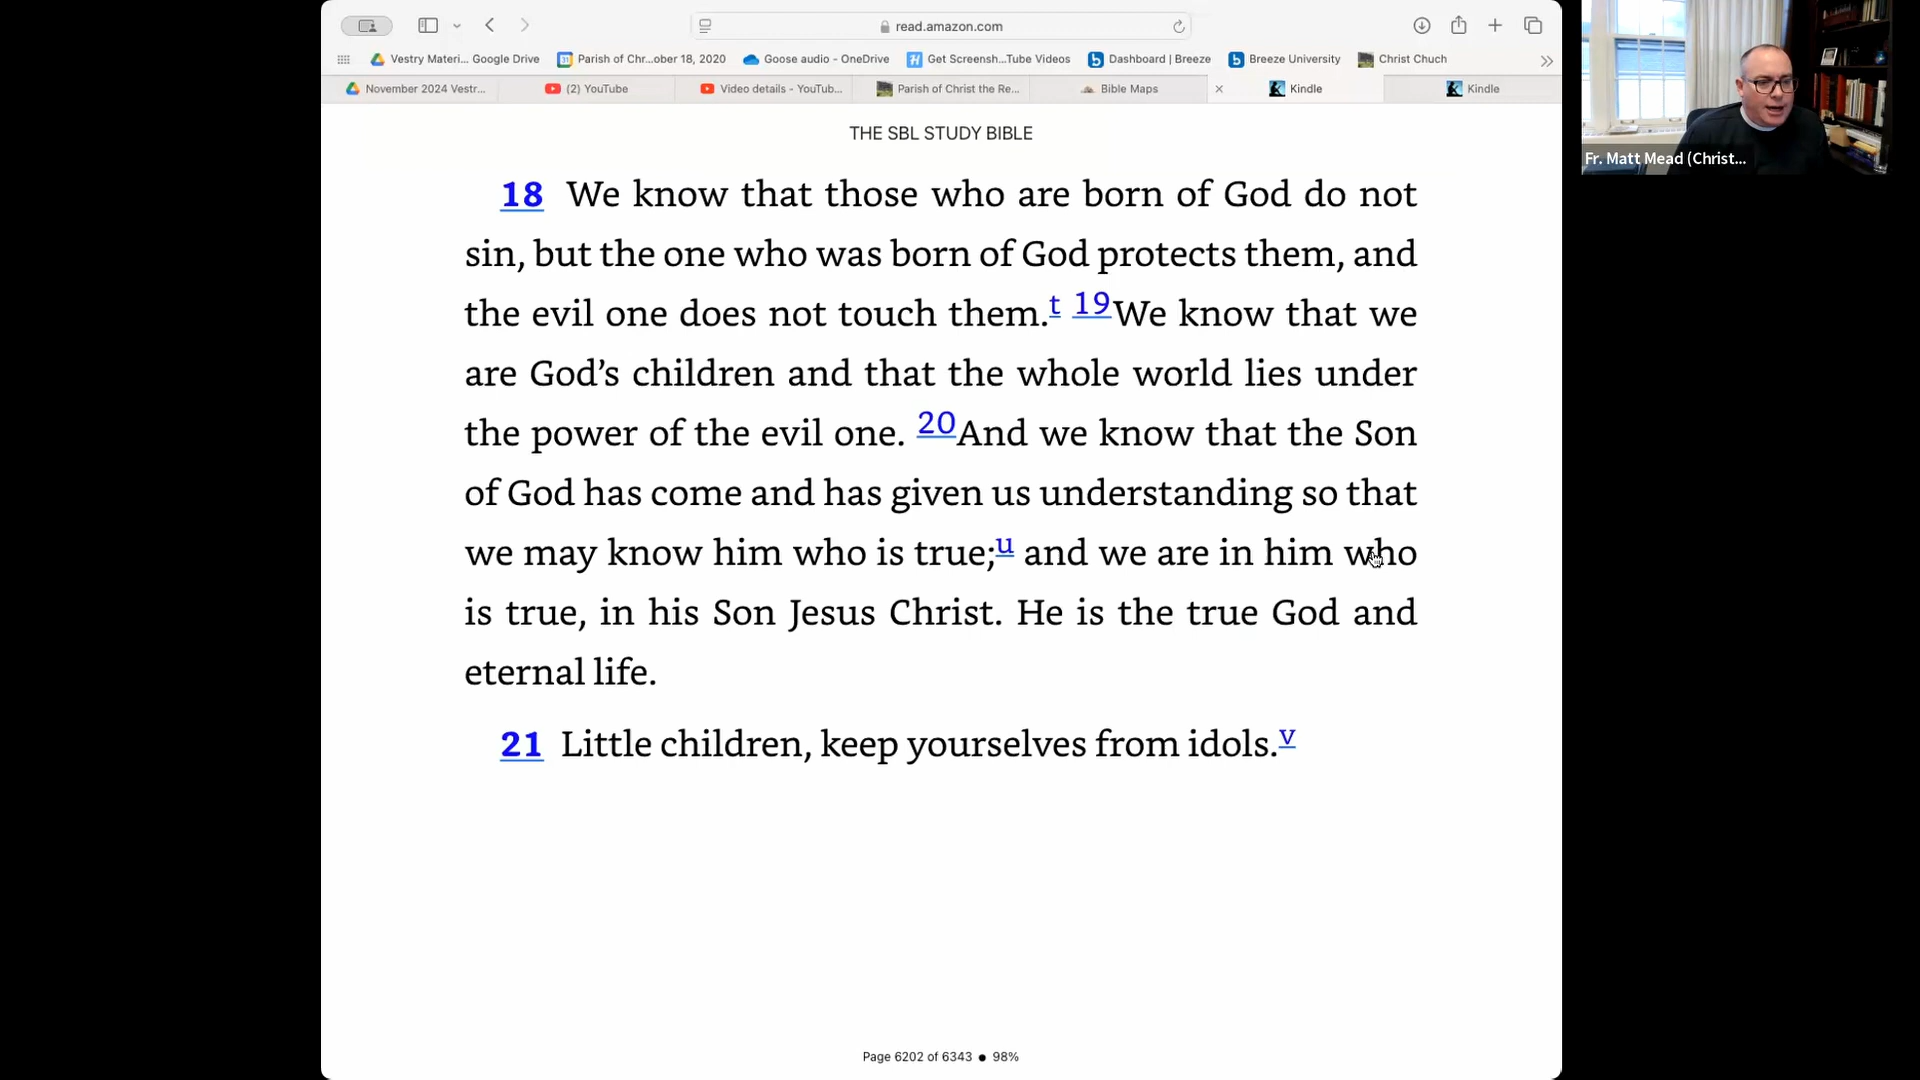 read.amazon.com
Vestry Materi... Google Drive
Parish of Chr...ober 18, 2020
Goose audio - OneDrive
Get Screensh...Tube Videos
Dashboard | Breeze
Breeze University
Christ Chuch
November 2024 Vestr...
(2) YouTube
Video details - YouTub...
Parish of Christ the Re...
Bible Maps
Kindle
Kindle
Fr. Matt Mead (Christ...
THE SBL STUDY BIBLE
18 We know that those who are born of God do not
sin, but the one who was born of God protects them, and
the evil one does not touch them.t 19We know that we
are God’s children and that the whole world lies under
the power of the evil one. 20And we know that the Son
of God has come and has given us understanding so that
we may know him who is true;u and we are in him who
is true, in his Son Jesus Christ. He is the true God and
eternal life.
21 Little children, keep yourselves from idols.v
Page 6202 of 6343 ● 98%